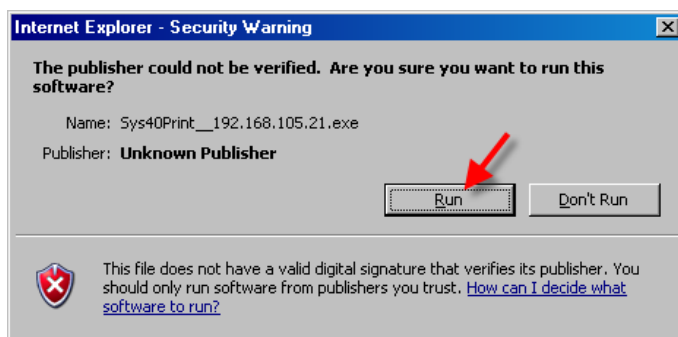 Internet Explorer - Security Warning
The publisher could not be verified. Are you sure you want to run this
software?
Name: Sys40Print__192.168.105.21.exe
Publisher: Unknown Publisher
Run Don't Run
This file does not have a valid digital signature that verifies its publisher. You
should only run software from publishers you trust. How can I decide what
software to run?